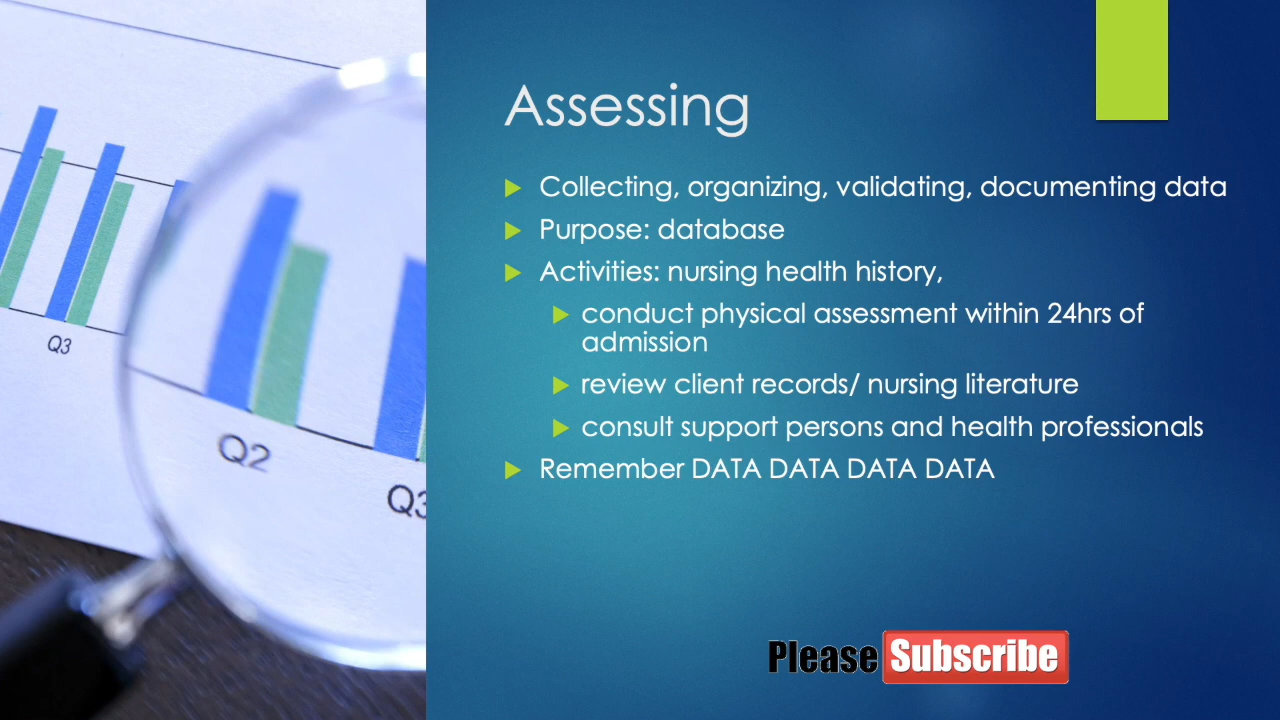 Assessing
Collecting, organizing, validating, documenting data
Purpose: database
Activities: nursing health history,
conduct physical assessment within 24hrs of
admission
review client records/ nursing literature
consult support persons and health professionals
Remember DATA DATA DATA DATA
Q3
Q2
Q3
Please Subscribe